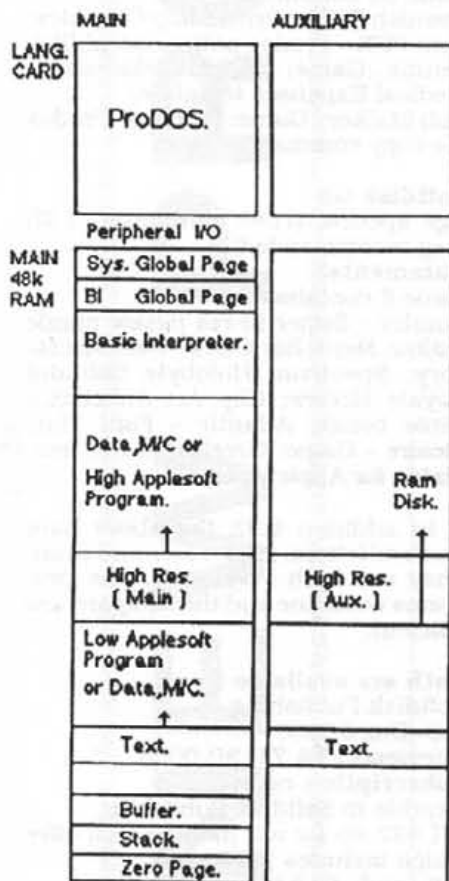 MAIN
AUXILIARY
LANG.
CARD
ProDOS.
Peripheral I/O
MAIN
48k
RAM
Sys. Global Page
BI Global Page
Basic Interpreter.
Data,M/C or
High Applesoft
Program.
Ram
Disk.
High Res.
[ Main ]
High Res.
[ Aux. ]
Low Applesoft
Program
or Data,M/C.
Text.
Text.
Buffer.
Stack.
Zero Page.